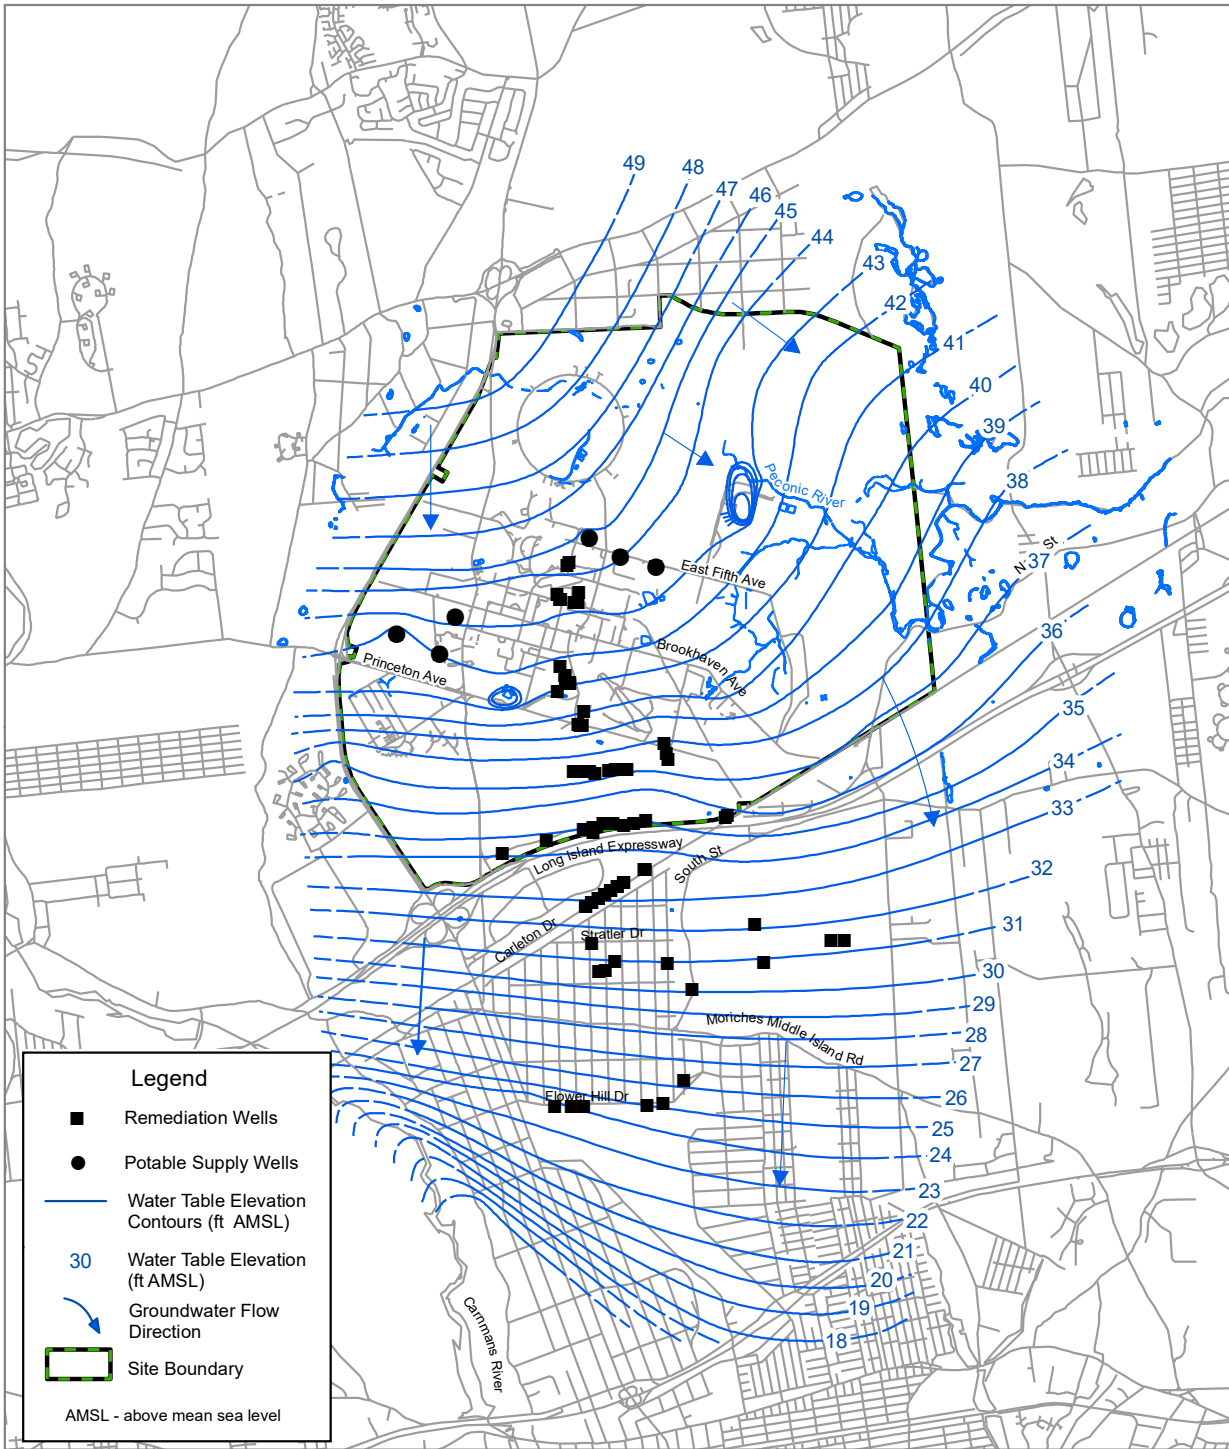 49
48
47
46
45
44
43
42
41
40
39
38
Peconic River
N
St
37
East Fifth Ave
36
Brookhaven Ave
Princeton Ave
35
34
33
Long Island Expressway
South St
32
31
Carleton Dr
Stratler Dr
30
29
Moriches Middle Island Rd
28
27
Flower Hill Dr
26
25
24
23
22
21
20
19
18
Carmmans River
Legend
Remediation Wells
Potable Supply Wells
Water Table Elevation
Contours (ft AMSL)
30
Water Table Elevation
(ft AMSL)
Groundwater Flow
Direction
Site Boundary
AMSL - above mean sea level